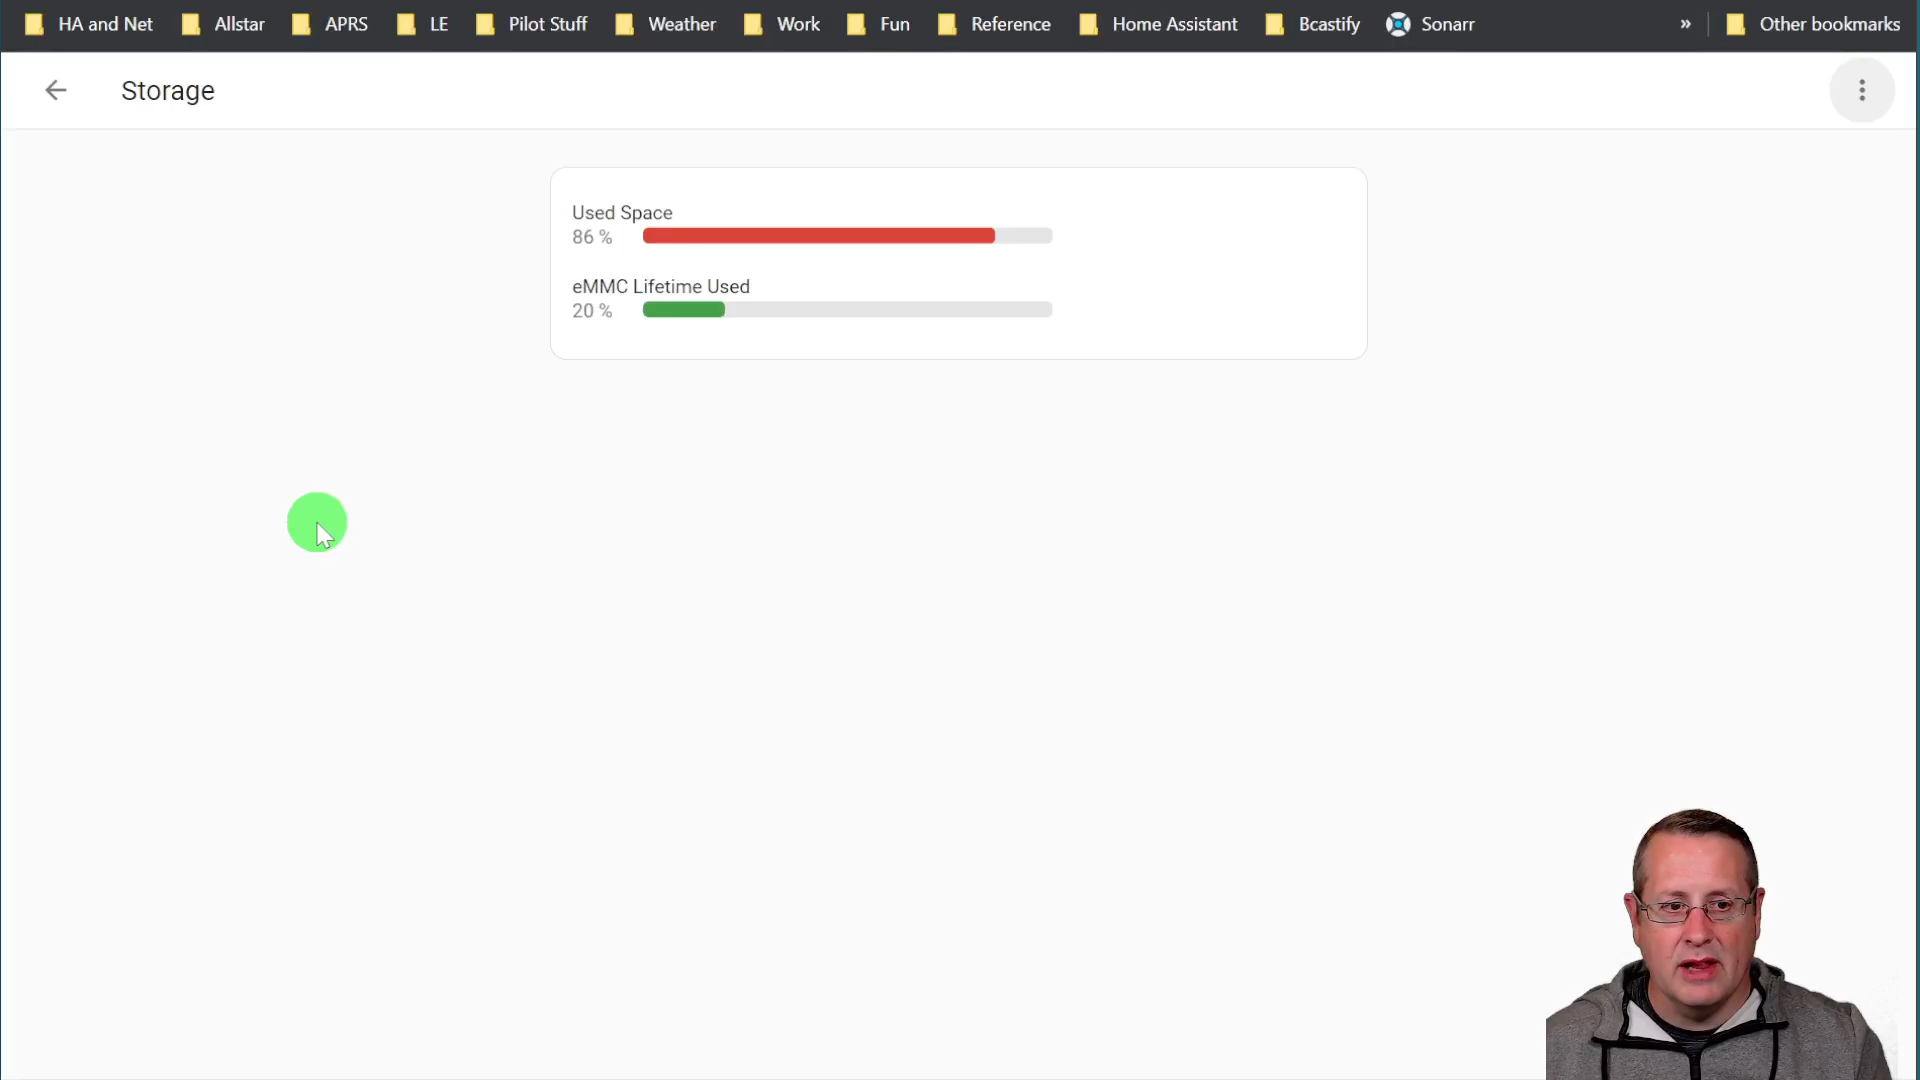 HA and Net Allstar APRS LE Pilot Stuff Weather Work Fun Reference Home Assistant Bcastify Sonarr » Other bookmarks
Storage
Used Space
86 %
eMMC Lifetime Used
20 %